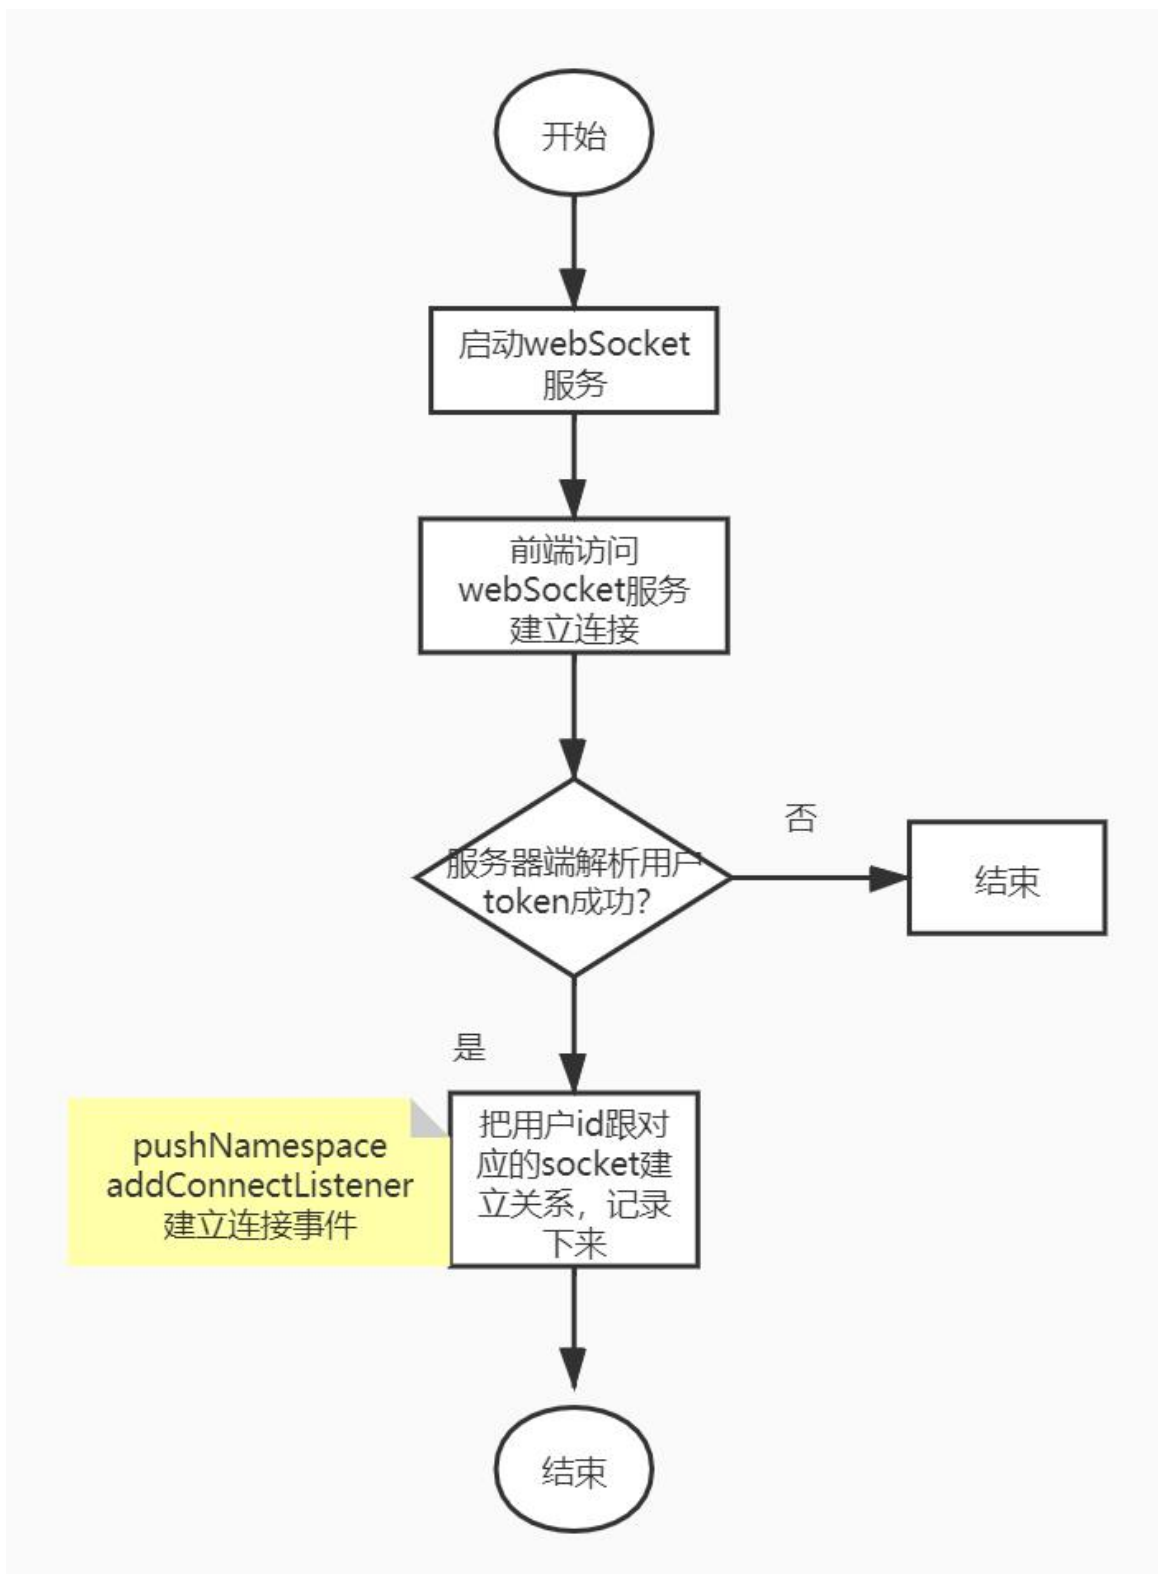 开始
启动webSocket
服务
前端访问
webSocket服务
建立连接
服务器端解析用户
token成功?
否
结束
是
pushNamespace
addConnectListener
建立连接事件
把用户id跟对
应的socket建
立关系，记录
下来
结束